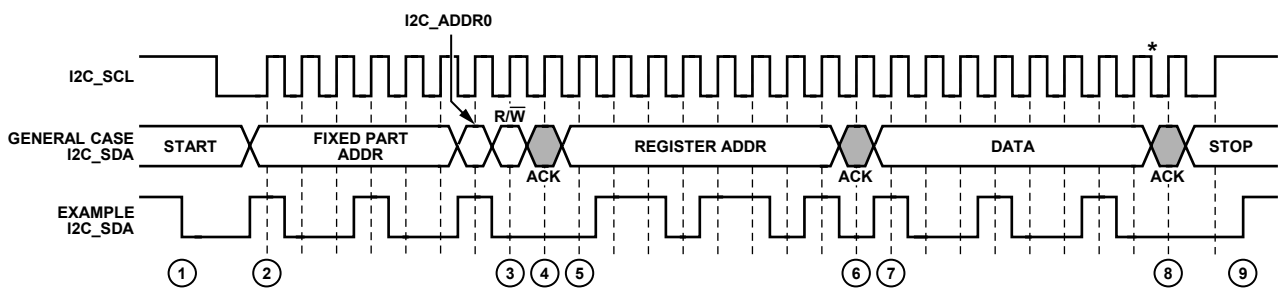 I2C_ADDR0
*
I2C_SCL
R/W
GENERAL CASE
I2C_SDA
START
FIXED PART
ADDR
REGISTER ADDR
DATA
STOP
ACK
ACK
ACK
EXAMPLE
I2C_SDA
1 2 3 4 5 6 7 8 9